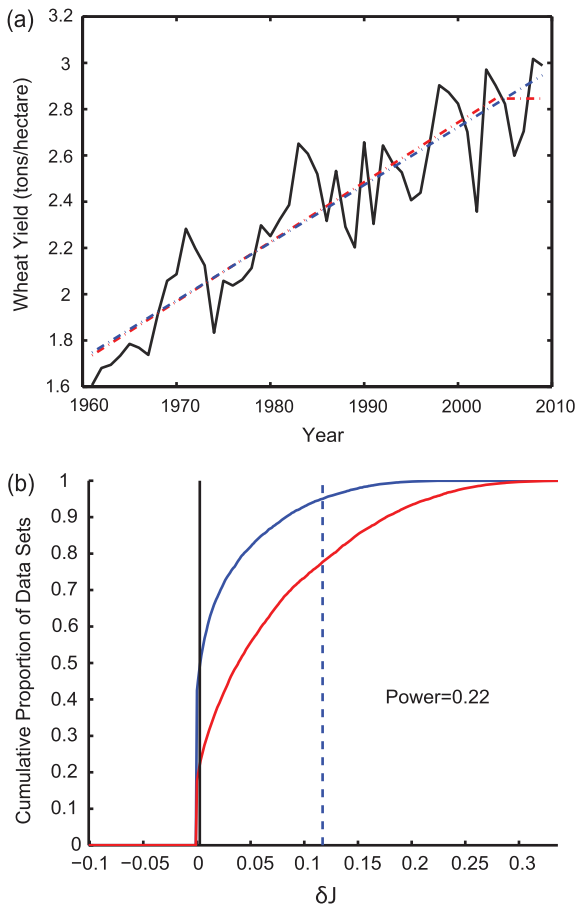 (a)
3.2
3
2.8
2.6
2.4
2.2
2
1.8
1.6
Wheat Yield (tons/hectare)
1960 1970 1980 1990 2000 2010
Year
(b)
1
0.9
0.8
0.7
0.6
0.5
0.4
0.3
0.2
0.1
0
Cumulative Proportion of Data Sets
Power=0.22
−0.1 −0.05 0 0.05 0.1 0.15 0.2 0.25 0.3
δJ